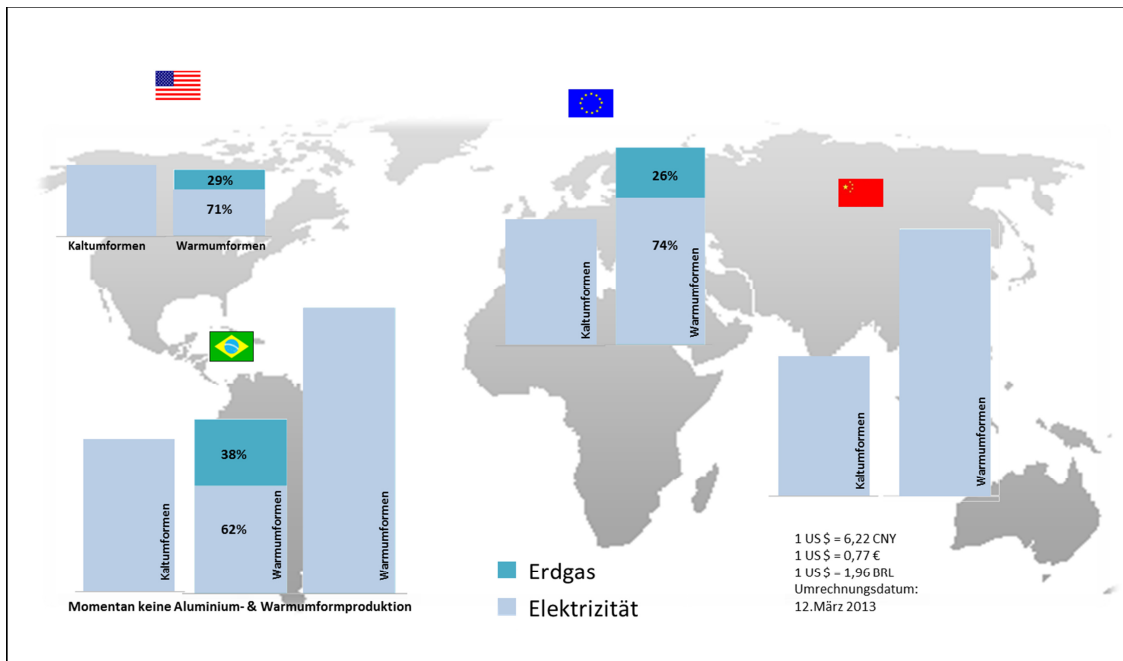 29%
71%
Kaltumformen
Warmumformen
26%
74%
Kaltumformen
Warmumformen
Kaltumformen
Warmumformen
38%
62%
Kaltumformen
Warmumformen
Warmumformen
Momentan keine Aluminium- & Warmumformproduktion
Erdgas
Elektrizität
1 US $ = 6,22 CNY
1 US $ = 0,77 €
1 US $ = 1,96 BRL
Umrechnungsdatum:
12.März 2013